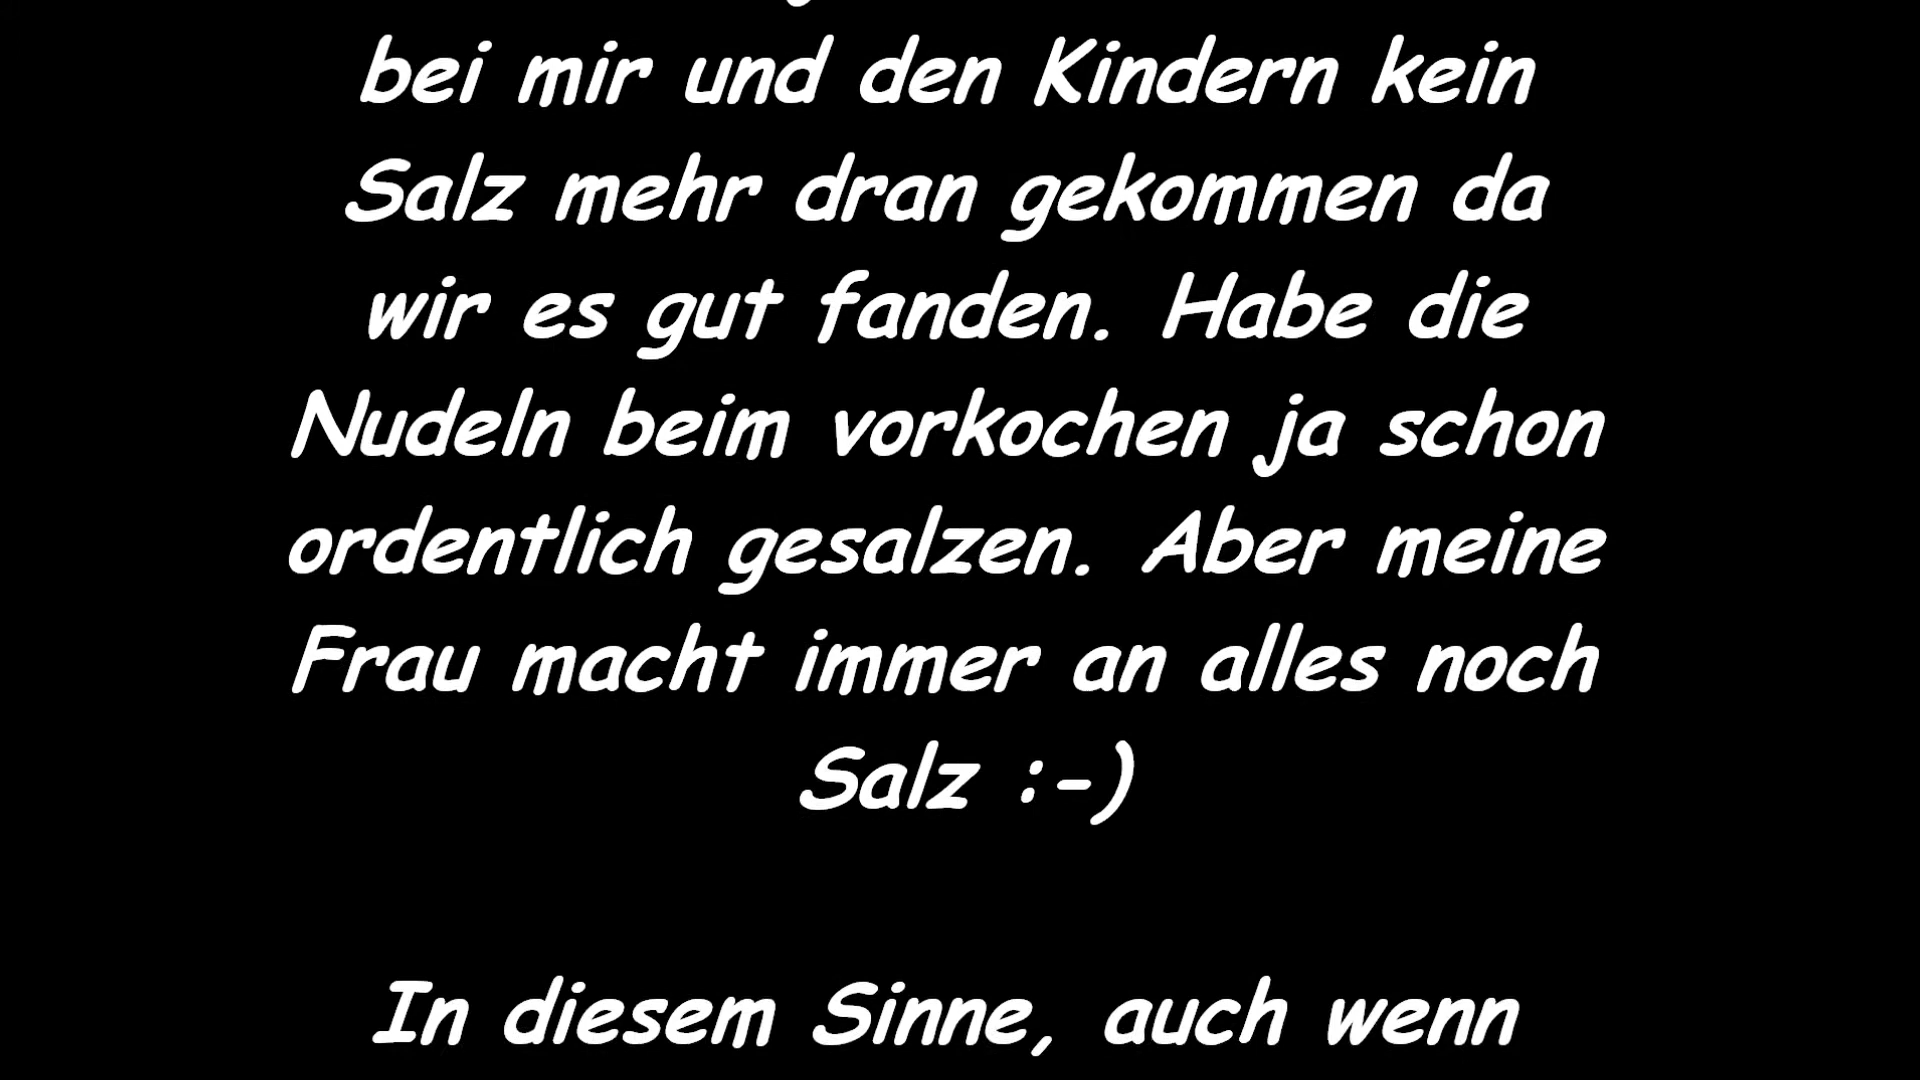 bei mir und den Kindern kein
Salz mehr dran gekommen da
wir es gut fanden. Habe die
Nudeln beim vorkochen ja schon
ordentlich gesalzen. Aber meine
Frau macht immer an alles noch
Salz :-)
In diesem Sinne, auch wenn